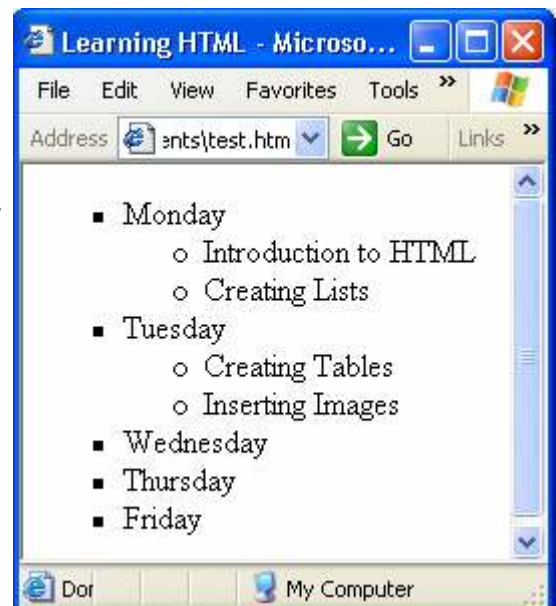 Learning HTML - Microso...
File Edit View Favorites Tools »
Address ents\test.htm Go Links »
▪ Monday
o Introduction to HTML
o Creating Lists
▪ Tuesday
o Creating Tables
o Inserting Images
▪ Wednesday
▪ Thursday
▪ Friday
My Computer